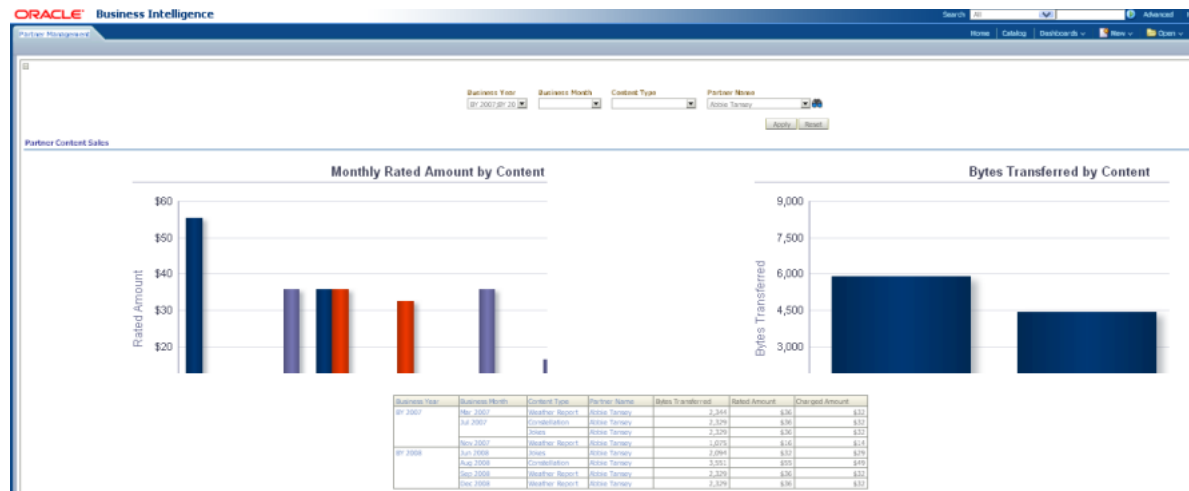 ORACLE Business Intelligence
Search All Advanced
Partner Management
Home Catalog Dashboards New Open
Business Year Business Month Content Type Partner Name
BY 2007;BY 20 Abbie Tansey
Apply Reset
Partner Content Sales
Monthly Rated Amount by Content
Rated Amount
$60
$50
$40
$30
$20
Bytes Transferred by Content
Bytes Transferred
9,000
7,500
6,000
4,500
3,000
Business Year Business Month Content Type Partner Name Bytes Transferred Rated Amount Charged Amount
BY 2007 Mar 2007 Weather Report Abbie Tansey 2,344 $36 $32
Jul 2007 Constellation Abbie Tansey 2,329 $36 $32
Jokes Abbie Tansey 2,329 $36 $32
Nov 2007 Weather Report Abbie Tansey 1,075 $16 $14
BY 2008 Jun 2008 Jokes Abbie Tansey 2,094 $32 $29
Aug 2008 Constellation Abbie Tansey 3,551 $55 $49
Sep 2008 Weather Report Abbie Tansey 2,329 $36 $32
Dec 2008 Weather Report Abbie Tansey 2,329 $36 $32